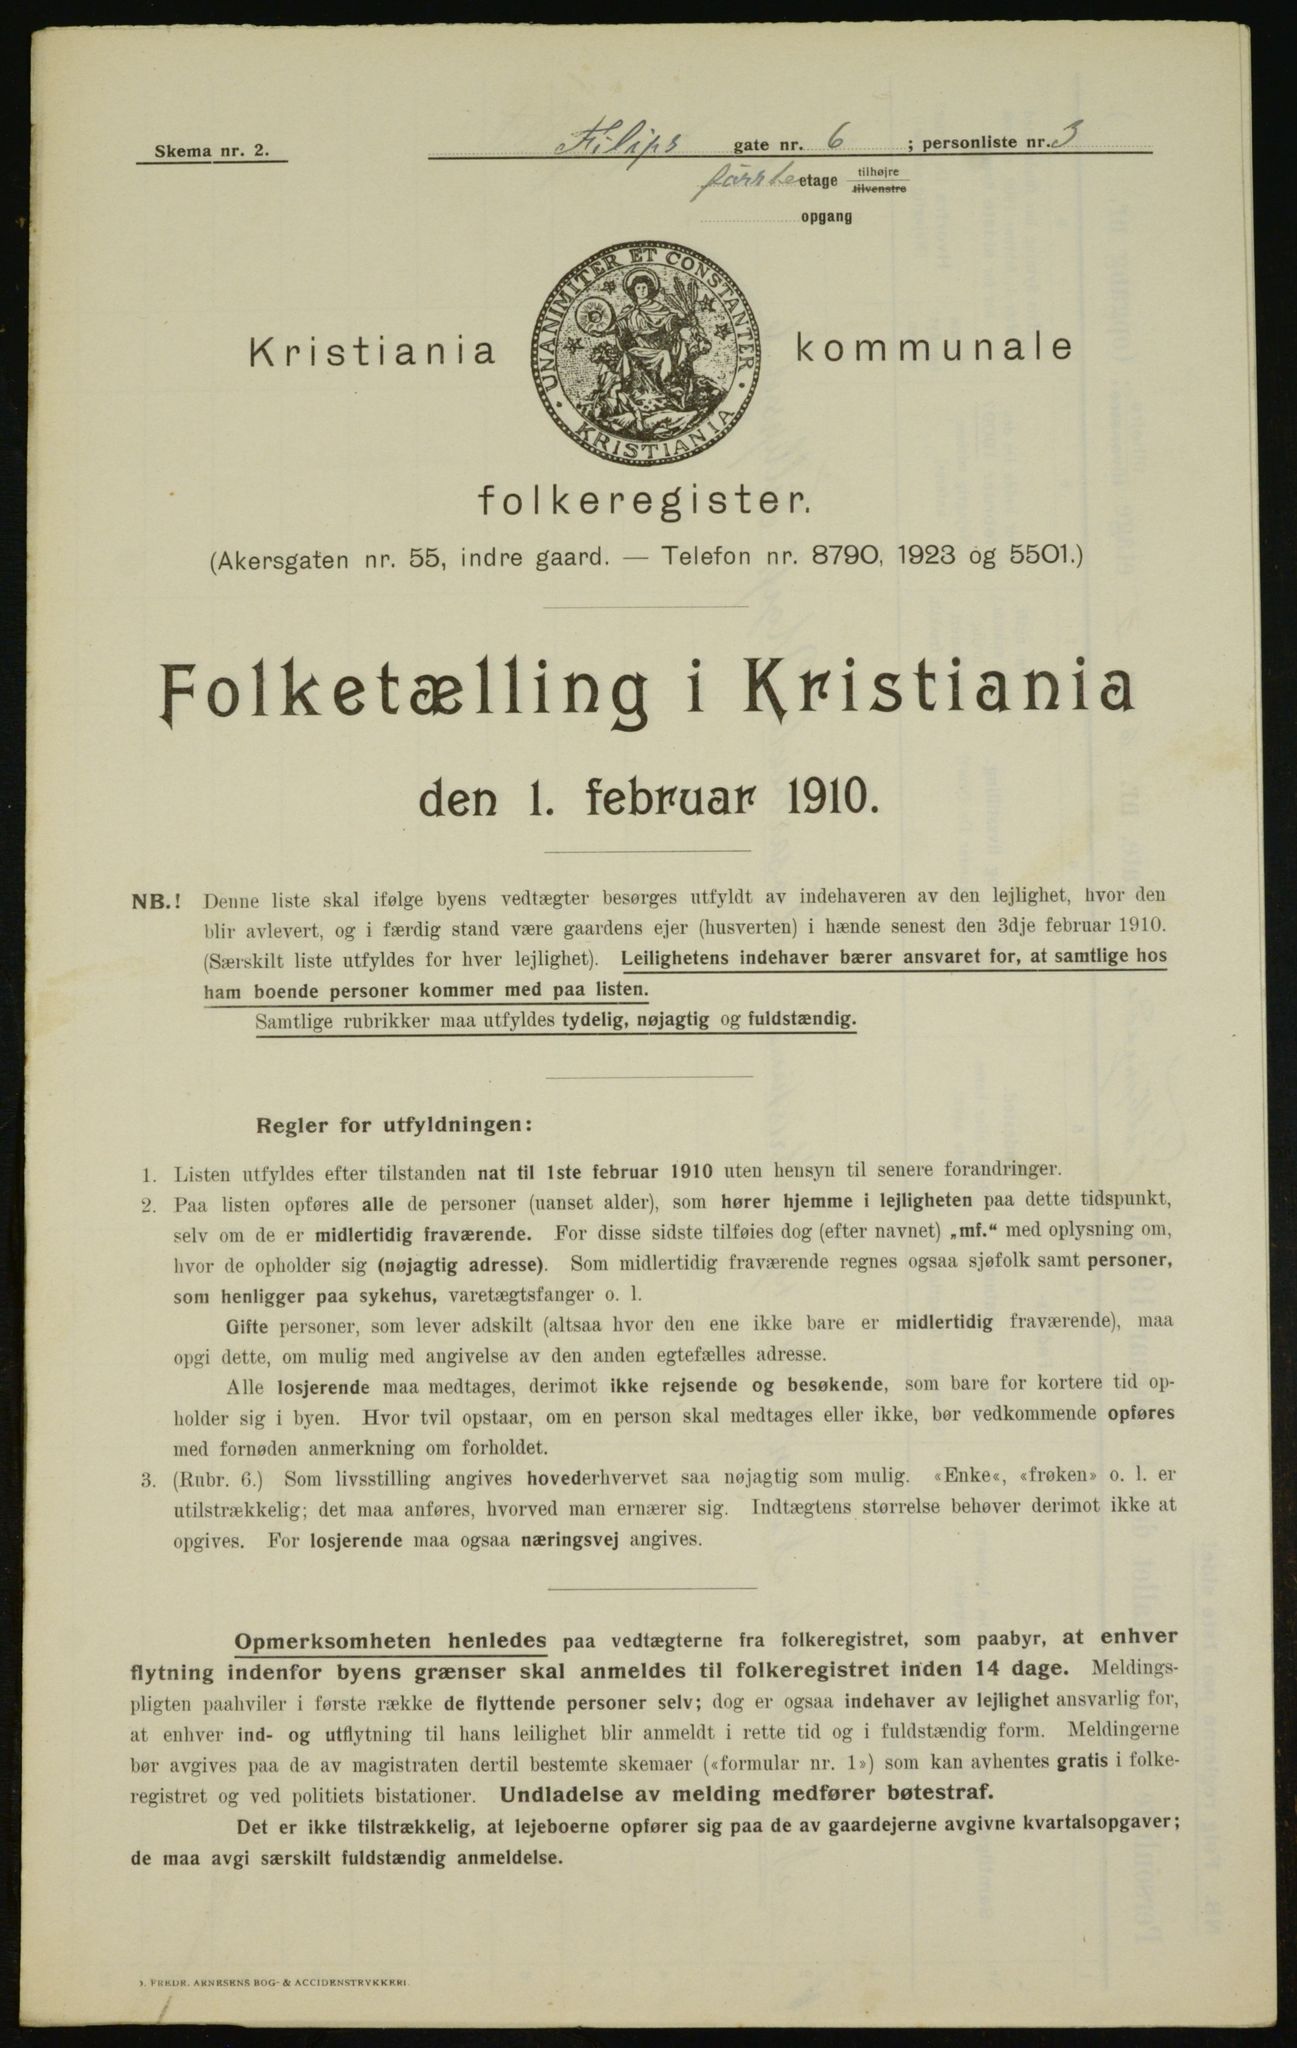 Skema nr. 2.
Filips gate nr. 6 ; personliste nr. 3
første etage tilhøjre
tilvenstre
opgang
UNANIMITER ET CONSTANTER
KRISTIANIA
Kristiania kommunale
folkeregister.
(Akersgaten nr. 55, indre gaard. — Telefon nr. 8790, 1923 og 5501.)
Folketælling i Kristiania
den 1. februar 1910.
NB.! Denne liste skal ifølge byens vedtægter besørges utfyldt av indehaveren av den lejlighet, hvor den
blir avlevert, og i færdig stand være gaardens ejer (husverten) i hænde senest den 3dje februar 1910.
(Særskilt liste utfyldes for hver lejlighet). Leilighetens indehaver bærer ansvaret for, at samtlige hos
ham boende personer kommer med paa listen.
Samtlige rubrikker maa utfyldes tydelig, nøjagtig og fuldstændig.
Regler for utfyldningen:
1. Listen utfyldes efter tilstanden nat til 1ste februar 1910 uten hensyn til senere forandringer.
2. Paa listen opføres alle de personer (uanset alder), som hører hjemme i lejligheten paa dette tidspunkt,
selv om de er midlertidig fraværende. For disse sidste tilføies dog (efter navnet) „mf.“ med oplysning om,
hvor de opholder sig (nøjagtig adresse). Som midlertidig fraværende regnes ogsaa sjøfolk samt personer,
som henligger paa sykehus, varetægtsfanger o. l.
Gifte personer, som lever adskilt (altsaa hvor den ene ikke bare er midlertidig fraværende), maa
opgi dette, om mulig med angivelse av den anden egtefælles adresse.
Alle losjerende maa medtages, derimot ikke rejsende og besøkende, som bare for kortere tid op-
holder sig i byen. Hvor tvil opstaar, om en person skal medtages eller ikke, bør vedkommende opføres
med fornøden anmerkning om forholdet.
3. (Rubr. 6.) Som livsstilling angives hovederhvervet saa nøjagtig som mulig. «Enke«, «frøken» o. l. er
utilstrækkelig; det maa anføres, hvorved man ernærer sig. Indtægtens størrelse behøver derimot ikke at
opgives. For losjerende maa ogsaa næringsvej angives.
Opmerksomheten henledes paa vedtægterne fra folkeregistret, som paabyr, at enhver
flytning indenfor byens grænser skal anmeldes til folkeregistret inden 14 dage. Meldings-
pligten paahviler i første række de flyttende personer selv; dog er ogsaa indehaver av lejlighet ansvarlig for,
at enhver ind- og utflytning til hans leilighet blir anmeldt i rette tid og i fuldstændig form. Meldingerne
bør avgives paa de av magistraten dertil bestemte skemaer («formular nr. 1») som kan avhentes gratis i folke-
registret og ved politiets bistationer. Undladelse av melding medfører bøtestraf.
Det er ikke tilstrækkelig, at lejeboerne opfører sig paa de av gaardejerne avgivne kvartalsopgaver;
de maa avgi særskilt fuldstændig anmeldelse.
FREDR. ARNESENS BOG- & ACCIDENSTRYKKERI.